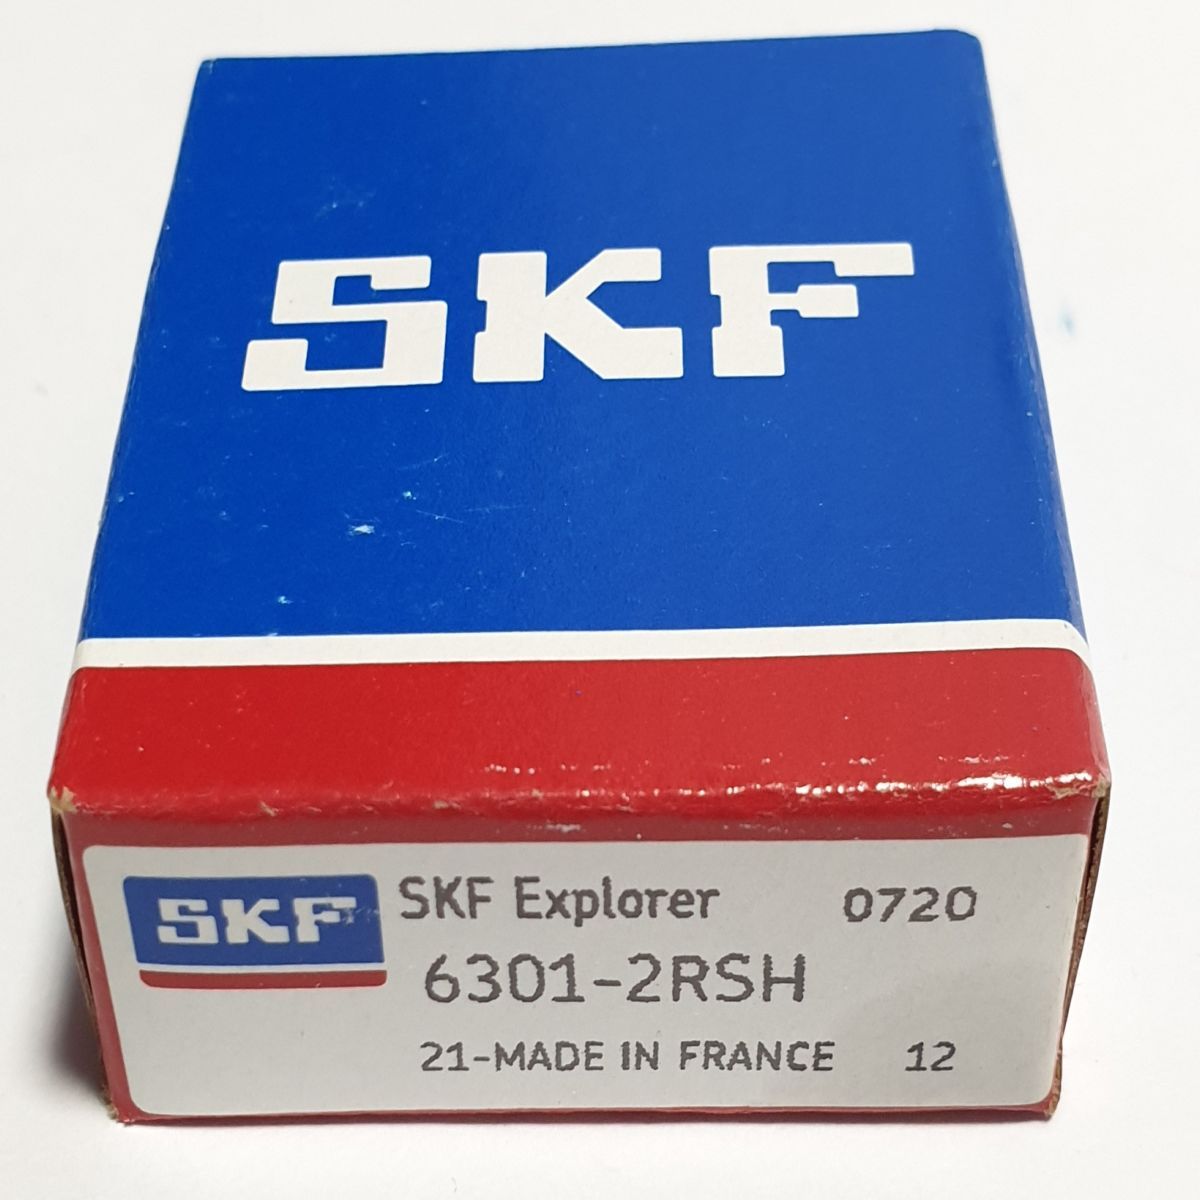 SKF
SKF
SKF Explorer 0720
6301-2RSH
21-MADE IN FRANCE 12